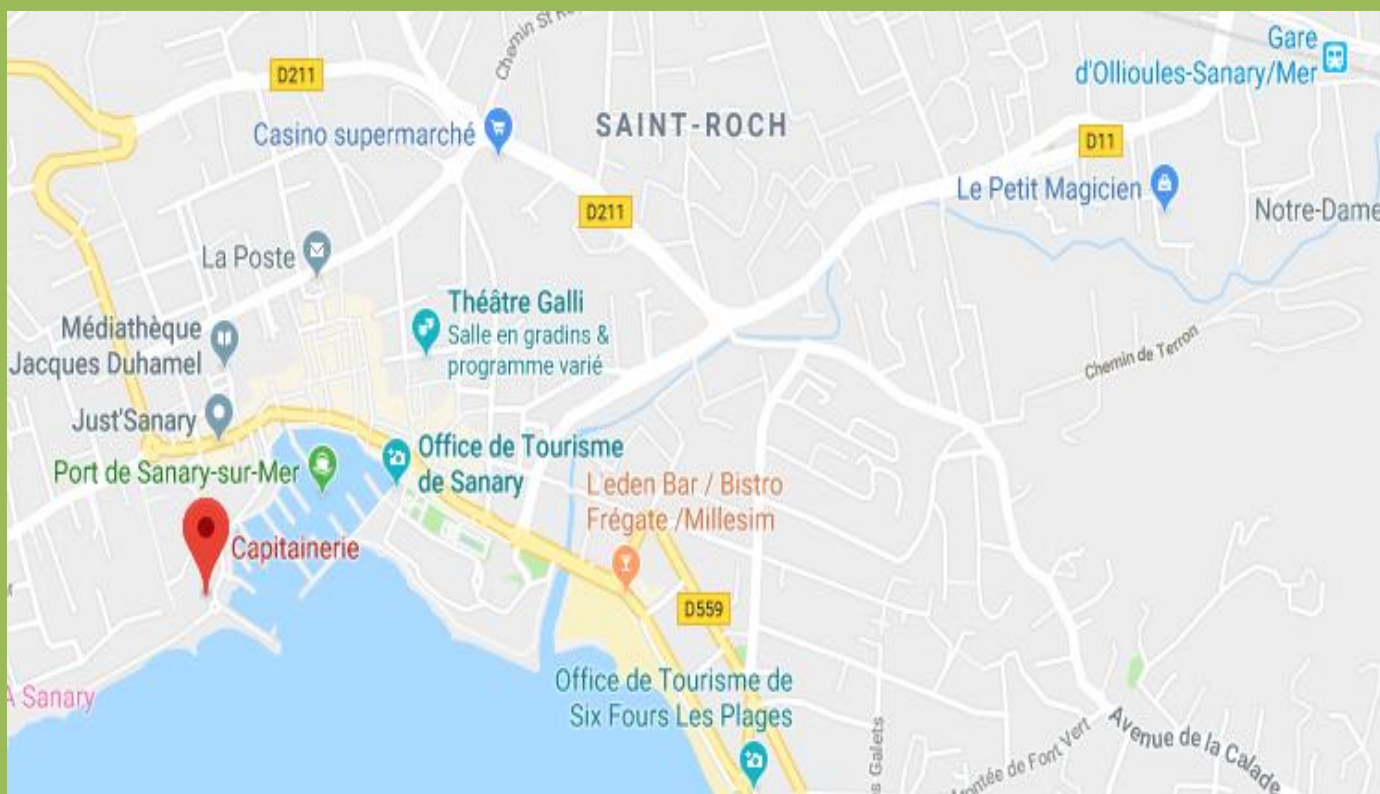 Chemin St Ro
Gare
d'Ollioules-Sanary/Mer
D211
Casino supermarché
SAINT-ROCH
D11
Le Petit Magicien
D211
Notre-Dame
La Poste
Théâtre Galli
Salle en gradins &
programme varié
Médiathèque
Jacques Duhamel
Chemin de Terron
Just'Sanary
Office de Tourisme
de Sanary
Port de Sanary-sur-Mer
L'eden Bar / Bistro
Frégate /Millesim
Capitainerie
D559
À Sanary
Office de Tourisme de
Six Fours Les Plages
s Galets
Montée de Font Vert
Avenue de la Calade